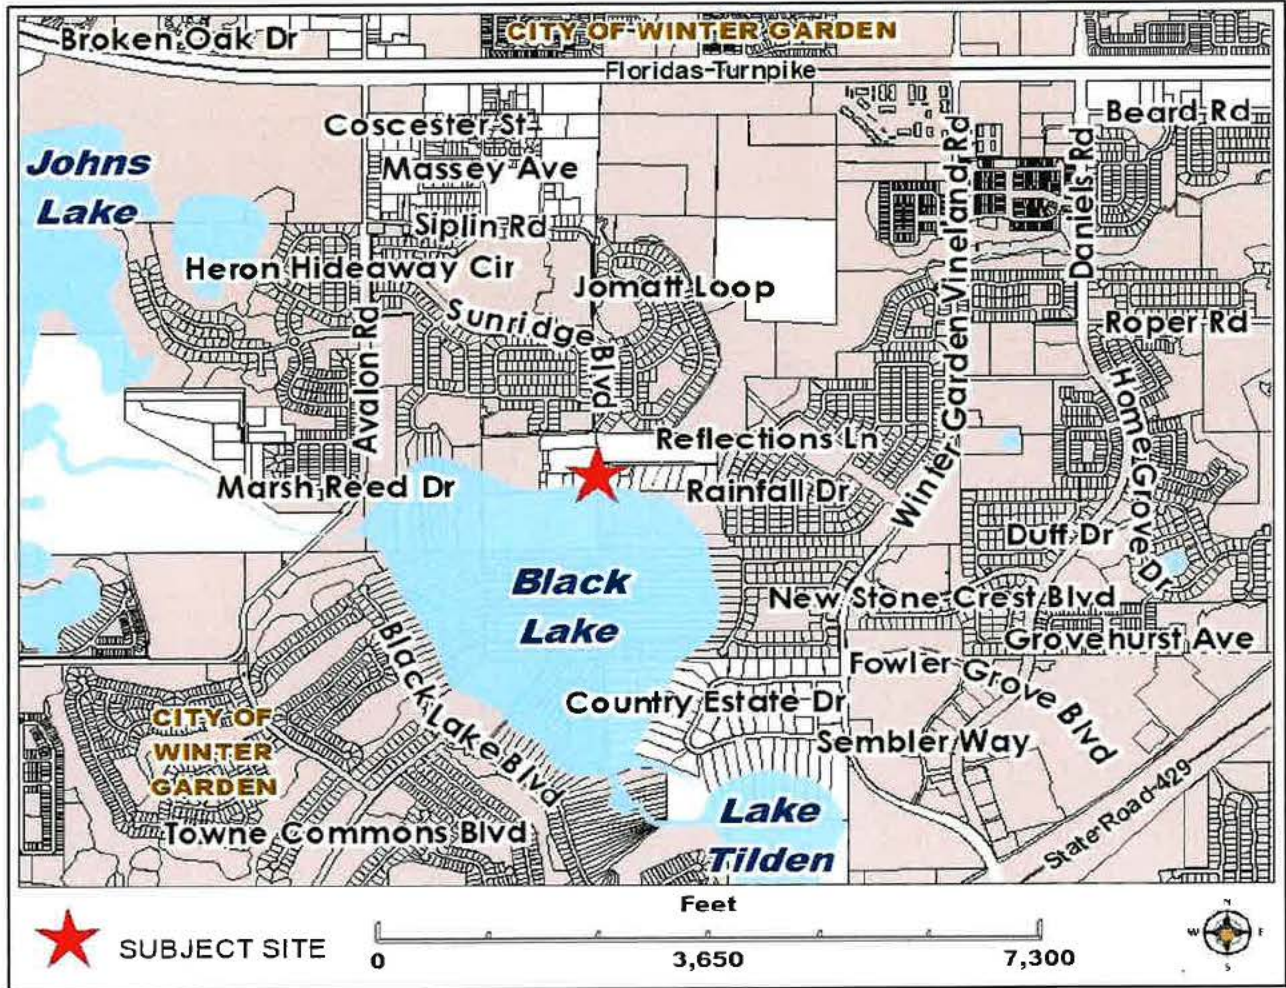 Broken Oak Dr
CITY OF WINTER GARDEN
Floridas Turnpike
Beard Rd
Coscester St
Massey Ave
Johns
Lake
Siplin Rd
Winter Garden Vineland Rd
Daniels Rd
Heron Hideaway Cir
Jomatt Loop
Sunridge Blvd
Roper Rd
Avalon Rd
Home Grove Dr
Reflections Ln
Marsh Reed Dr
Rainfall Dr
Duff Dr
Black
Lake
New Stone Crest Blvd
Grovehurst Ave
Black Lake Blvd
Fowler Grove Blvd
Country Estate Dr
CITY OF
WINTER
GARDEN
Sembler Way
State Road 429
Lake
Tilden
Towne Commons Blvd
Feet
SUBJECT SITE
0 3,650 7,300
N
W E
S